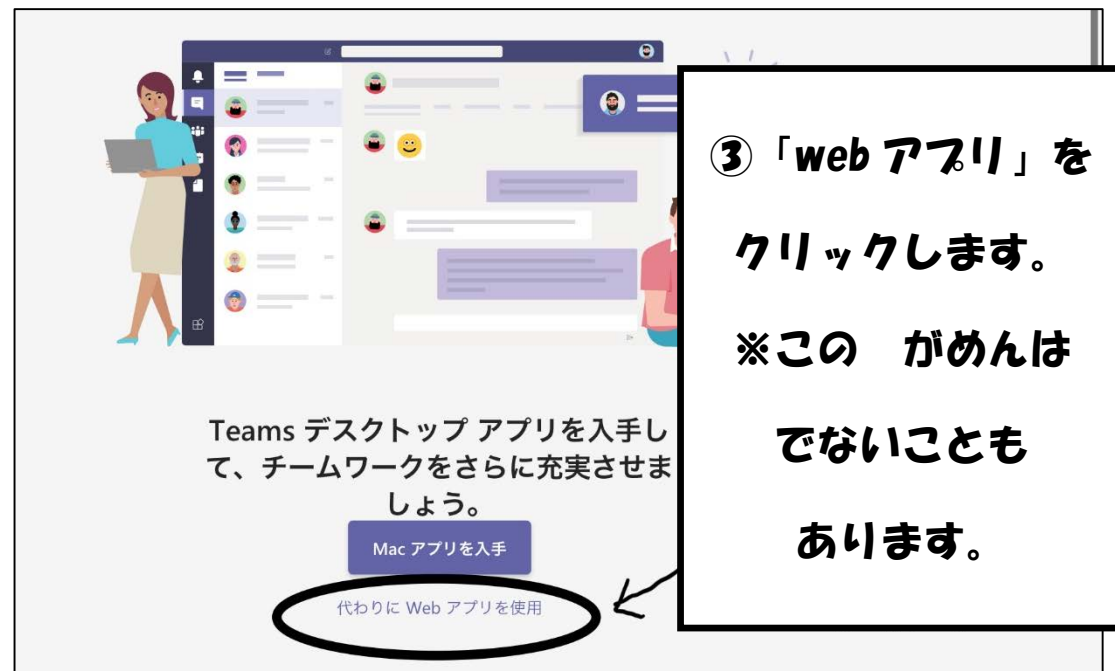 Teams デスクトップ アプリを入手し
て、チームワークをさらに充実させま
しょう。
Mac アプリを入手
代わりに Web アプリを使用
③「web アプリ」を
クリックします。
※この　がめんは
でないことも
あります。